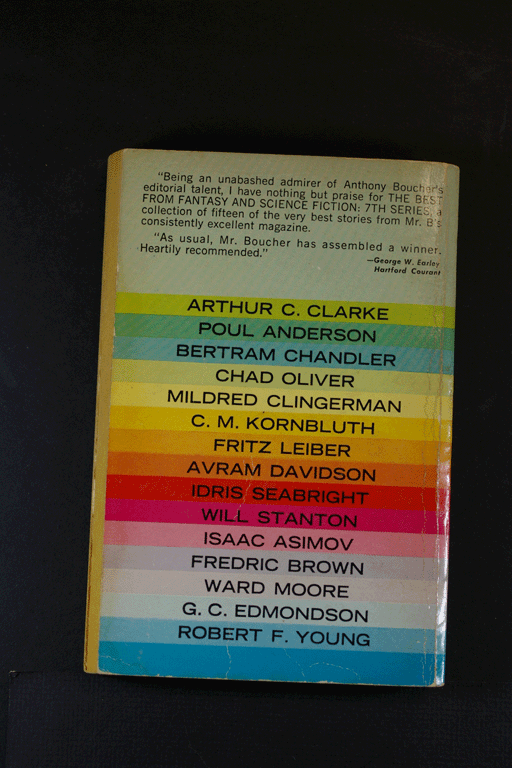 "Being an unabashed admirer of Anthony Boucher's
editorial talent, I have nothing but praise for THE BEST
FROM FANTASY AND SCIENCE FICTION: 7TH SERIES, a
collection of fifteen of the very best stories from Mr. B's
consistently excellent magazine.
"As usual, Mr. Boucher has assembled a winner.
Heartily recommended."
—George W. Earley
Hartford Courant
ARTHUR C. CLARKE
POUL ANDERSON
BERTRAM CHANDLER
CHAD OLIVER
MILDRED CLINGERMAN
C. M. KORNBLUTH
FRITZ LEIBER
AVRAM DAVIDSON
IDRIS SEABRIGHT
WILL STANTON
ISAAC ASIMOV
FREDRIC BROWN
WARD MOORE
G. C. EDMONDSON
ROBERT F. YOUNG